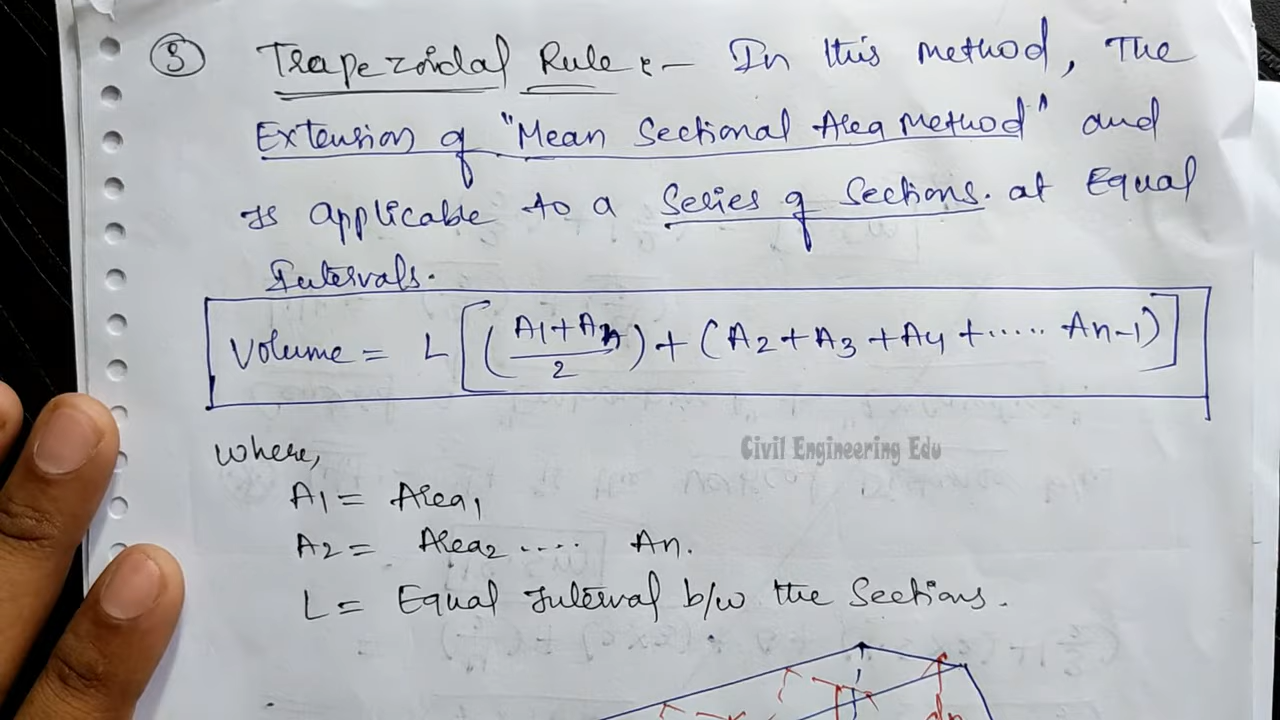 ③ Trapezoidal Rule :- In this method, The
Extension of "Mean Sectional Area Method" and
Is applicable to a Series of Sections. at Equal
Intervals.
Volume = L [ ( (A1 + An) / 2 ) + (A2 + A3 + A4 + ..... An-1) ]
Civil Engineering Edu
where,
A1 = Area1
A2 = Area2 .... An.
L = Equal Interval b/w the Sections.